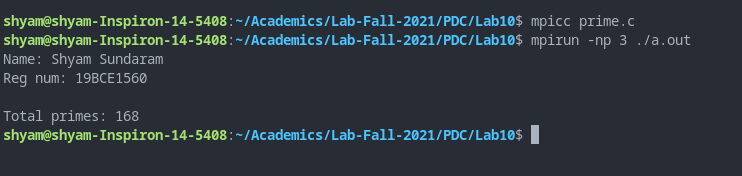 shyam@shyam-Inspiron-14-5408:~/Academics/Lab-Fall-2021/PDC/Lab10$ mpicc prime.c
shyam@shyam-Inspiron-14-5408:~/Academics/Lab-Fall-2021/PDC/Lab10$ mpirun -np 3 ./a.out
Name: Shyam Sundaram
Reg num: 19BCE1560
Total primes: 168
shyam@shyam-Inspiron-14-5408:~/Academics/Lab-Fall-2021/PDC/Lab10$